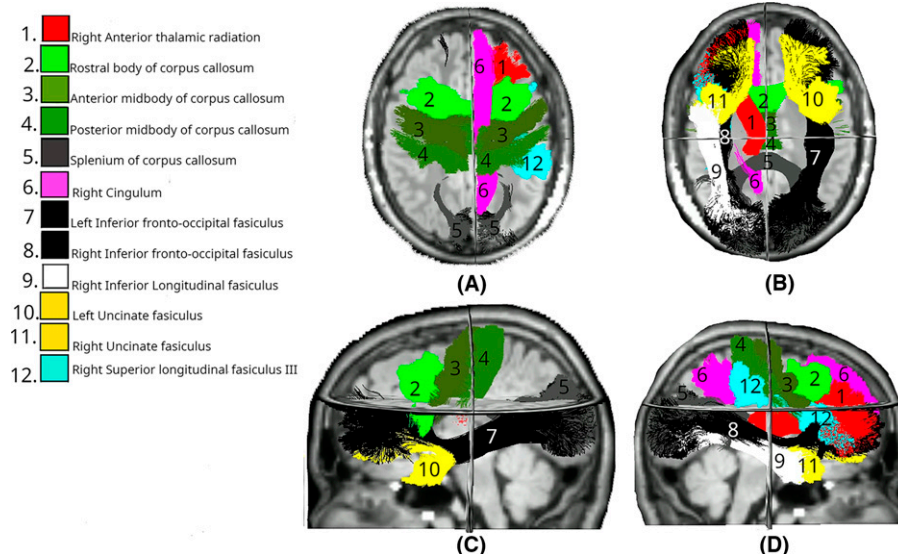 1. Right Anterior thalamic radiation
2. Rostral body of corpus callosum
3. Anterior midbody of corpus callosum
4. Posterior midbody of corpus callosum
5. Splenium of corpus callosum
6. Right Cingulum
7 Left Inferior fronto-occipital fasiculus
8. Right Inferior fronto-occipital fasiculus
9. Right Inferior Longitudinal fasiculus
10. Left Uncinate fasiculus
11. Right Uncinate fasiculus
12. Right Superior longitudinal fasiculus III
6 1
2 2
3 3
4 4 12
6
5 5
(A)
11 2 10
1 3
8 4
9 5 7
6
(B)
4
2 3 5
7
10
(C)
4
6 12 3 2 6
5 1
8 12
9 11
(D)